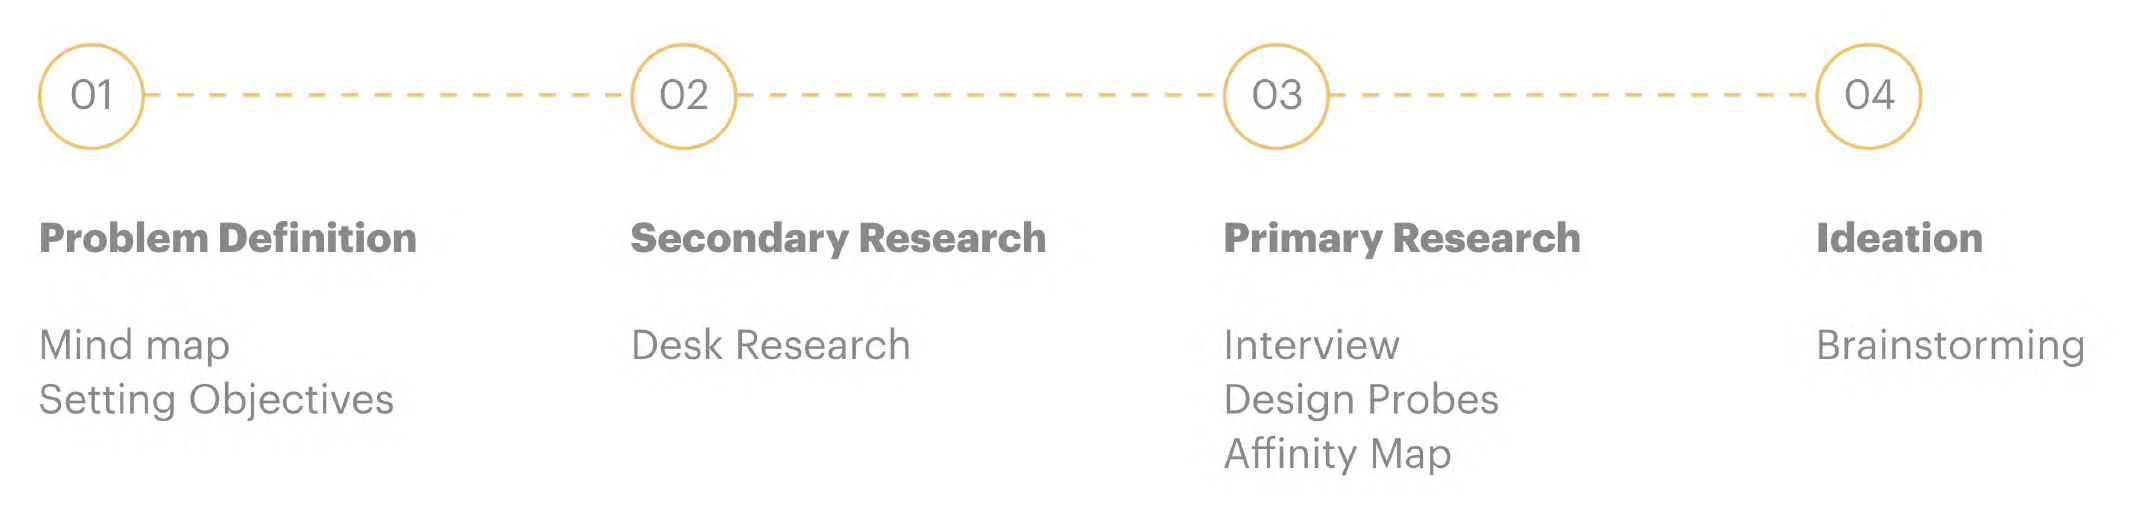 01
02
03
04
Problem Definition
Mind map
Setting Objectives
Secondary Research
Desk Research
Primary Research
Interview
Design Probes
Affinity Map
Ideation
Brainstorming